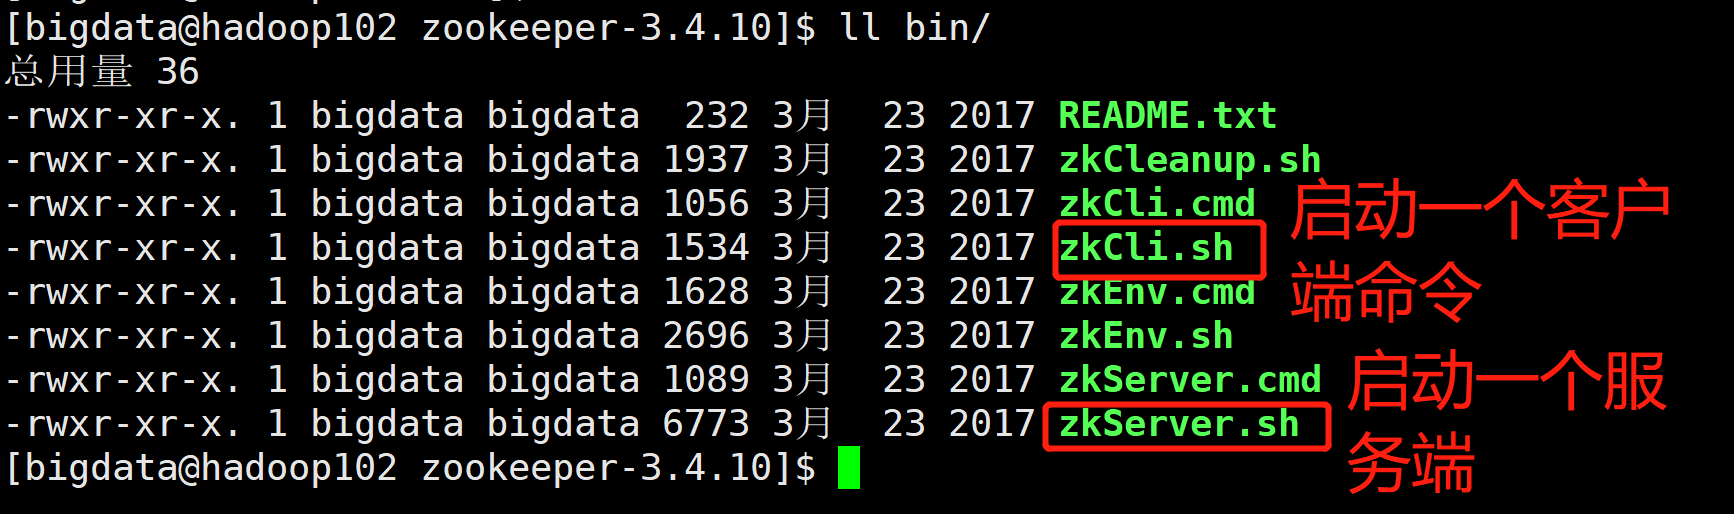 [bigdata@hadoop102 zookeeper-3.4.10]$ ll bin/
总用量 36
-rwxr-xr-x. 1 bigdata bigdata  232 3月  23 2017 README.txt
-rwxr-xr-x. 1 bigdata bigdata 1937 3月  23 2017 zkCleanup.sh
-rwxr-xr-x. 1 bigdata bigdata 1056 3月  23 2017 zkCli.cmd
-rwxr-xr-x. 1 bigdata bigdata 1534 3月  23 2017 zkCli.sh
-rwxr-xr-x. 1 bigdata bigdata 1628 3月  23 2017 zkEnv.cmd
-rwxr-xr-x. 1 bigdata bigdata 2696 3月  23 2017 zkEnv.sh
-rwxr-xr-x. 1 bigdata bigdata 1089 3月  23 2017 zkServer.cmd
-rwxr-xr-x. 1 bigdata bigdata 6773 3月  23 2017 zkServer.sh
[bigdata@hadoop102 zookeeper-3.4.10]$
启动一个客户
端命令
启动一个服
务端